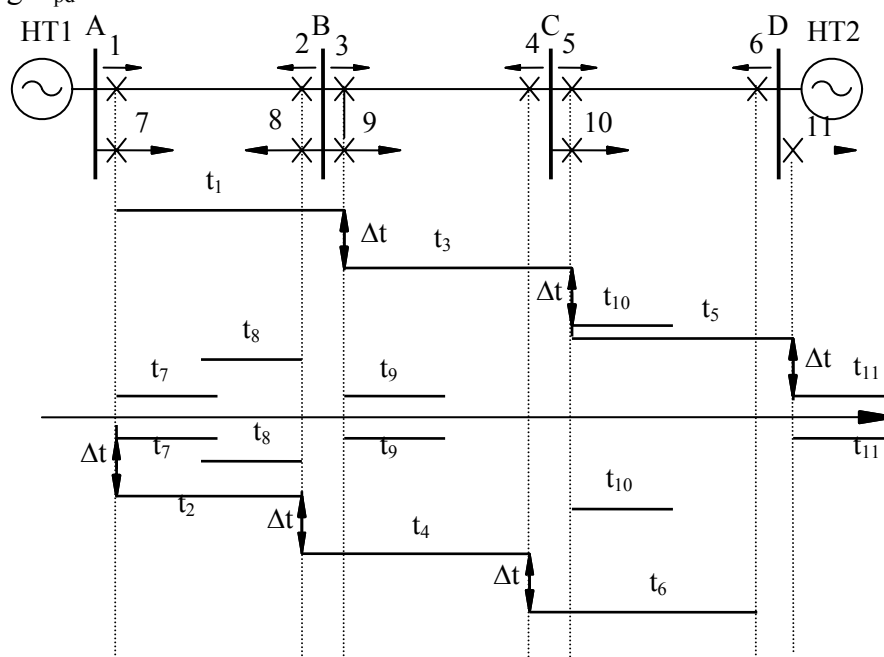 HT1 A 1 2 B 3 4 C 5 6 D HT2
7 8 9 10 11
t₁
Δt t₃
Δt t₁₀ t₅
t₈
t₇ t₉ Δt t₁₁
Δt t₇ t₈ t₉ t₁₁
t₂ Δt t₄ t₁₀
Δt t₆